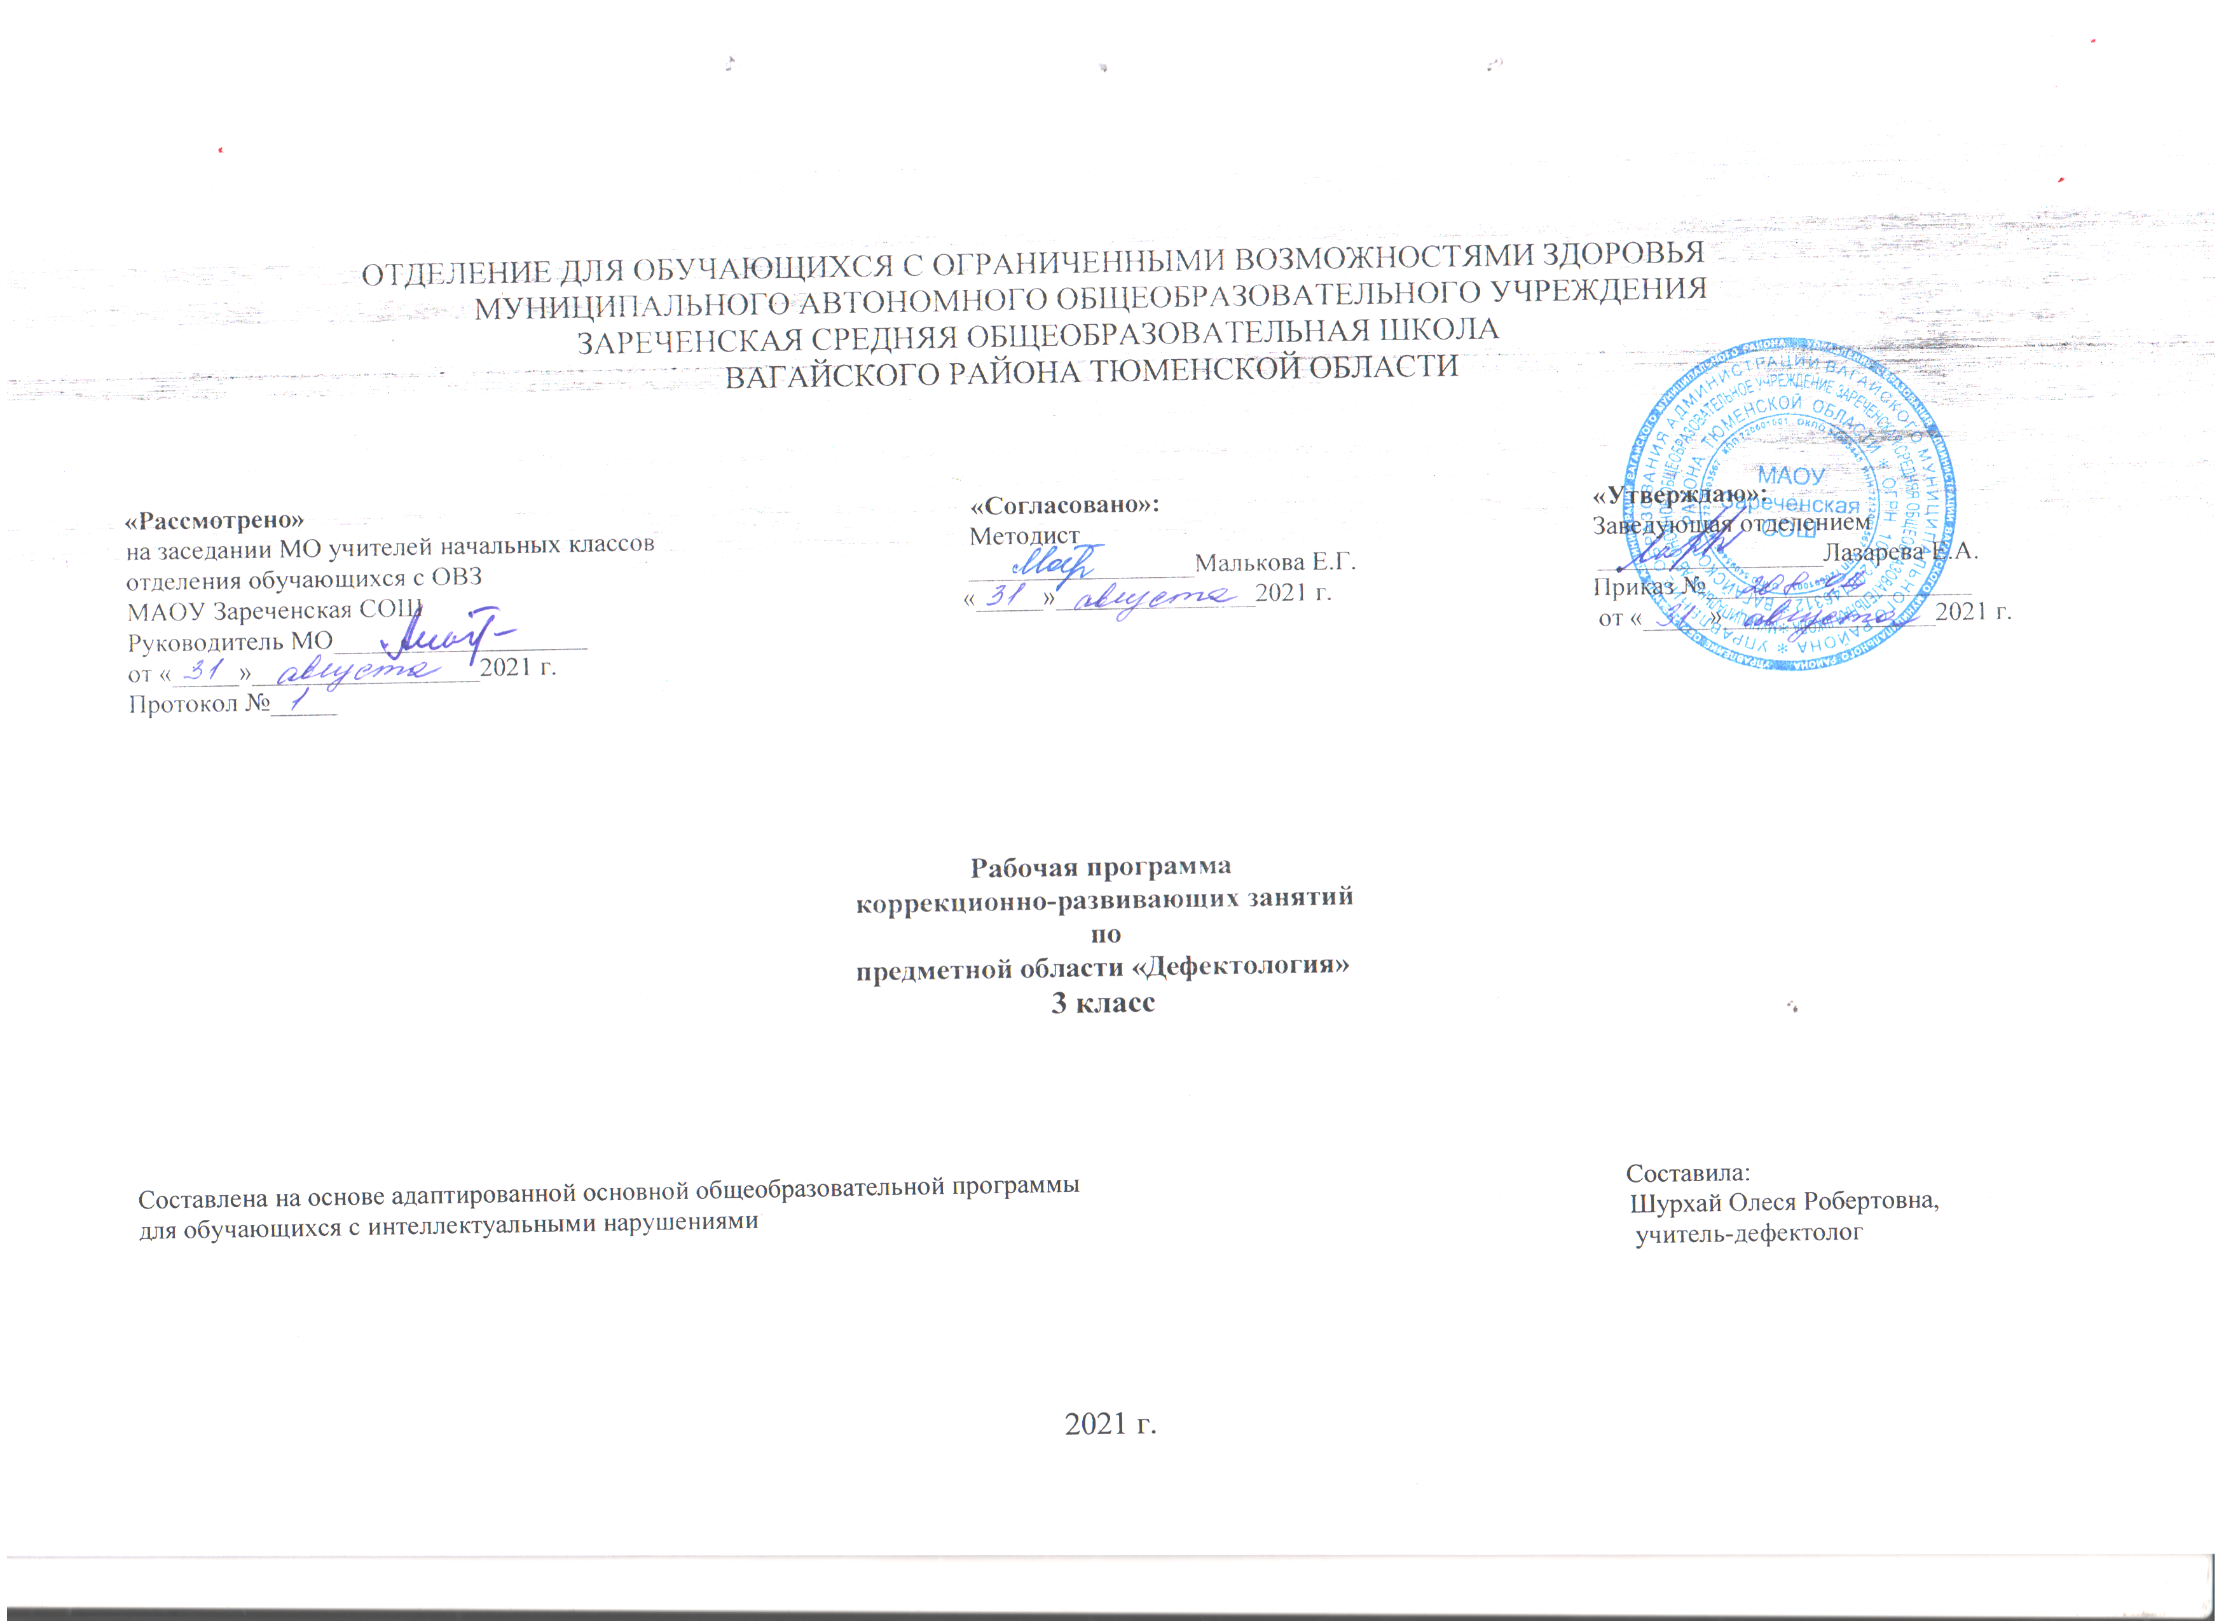 ОТДЕЛЕНИЕ ДЛЯ ОБУЧАЮЩИХСЯ С ОГРАНИЧЕННЫМИ ВОЗМОЖНОСТЯМИ ЗДОРОВЬЯ
МУНИЦИПАЛЬНОГО АВТОНОМНОГО ОБЩЕОБРАЗОВАТЕЛЬНОГО УЧРЕЖДЕНИЯ
ЗАРЕЧЕНСКАЯ СРЕДНЯЯ ОБЩЕОБРАЗОВАТЕЛЬНАЯ ШКОЛА
ВАГАЙСКОГО РАЙОНА ТЮМЕНСКОЙ ОБЛАСТИ
«Рассмотрено»
на заседании МО учителей начальных классов
отделения обучающихся с ОВЗ
МАОУ Зареченская СОШ
Руководитель МО
от «31» августа 2021 г.
Протокол № 1
«Согласовано»:
Методист
Малькова Е.Г.
«31» августа 2021 г.
«Утверждаю»:
Заведующая отделением
Лазарева Е.А.
Приказ №
от «31» августа 2021 г.
МАОУ
Зареченская
СОШ
Рабочая программа
коррекционно-развивающих занятий
по
предметной области «Дефектология»
3 класс
Составлена на основе адаптированной основной общеобразовательной программы
для обучающихся с интеллектуальными нарушениями
Составила:
Шурхай Олеся Робертовна,
учитель-дефектолог
2021 г.